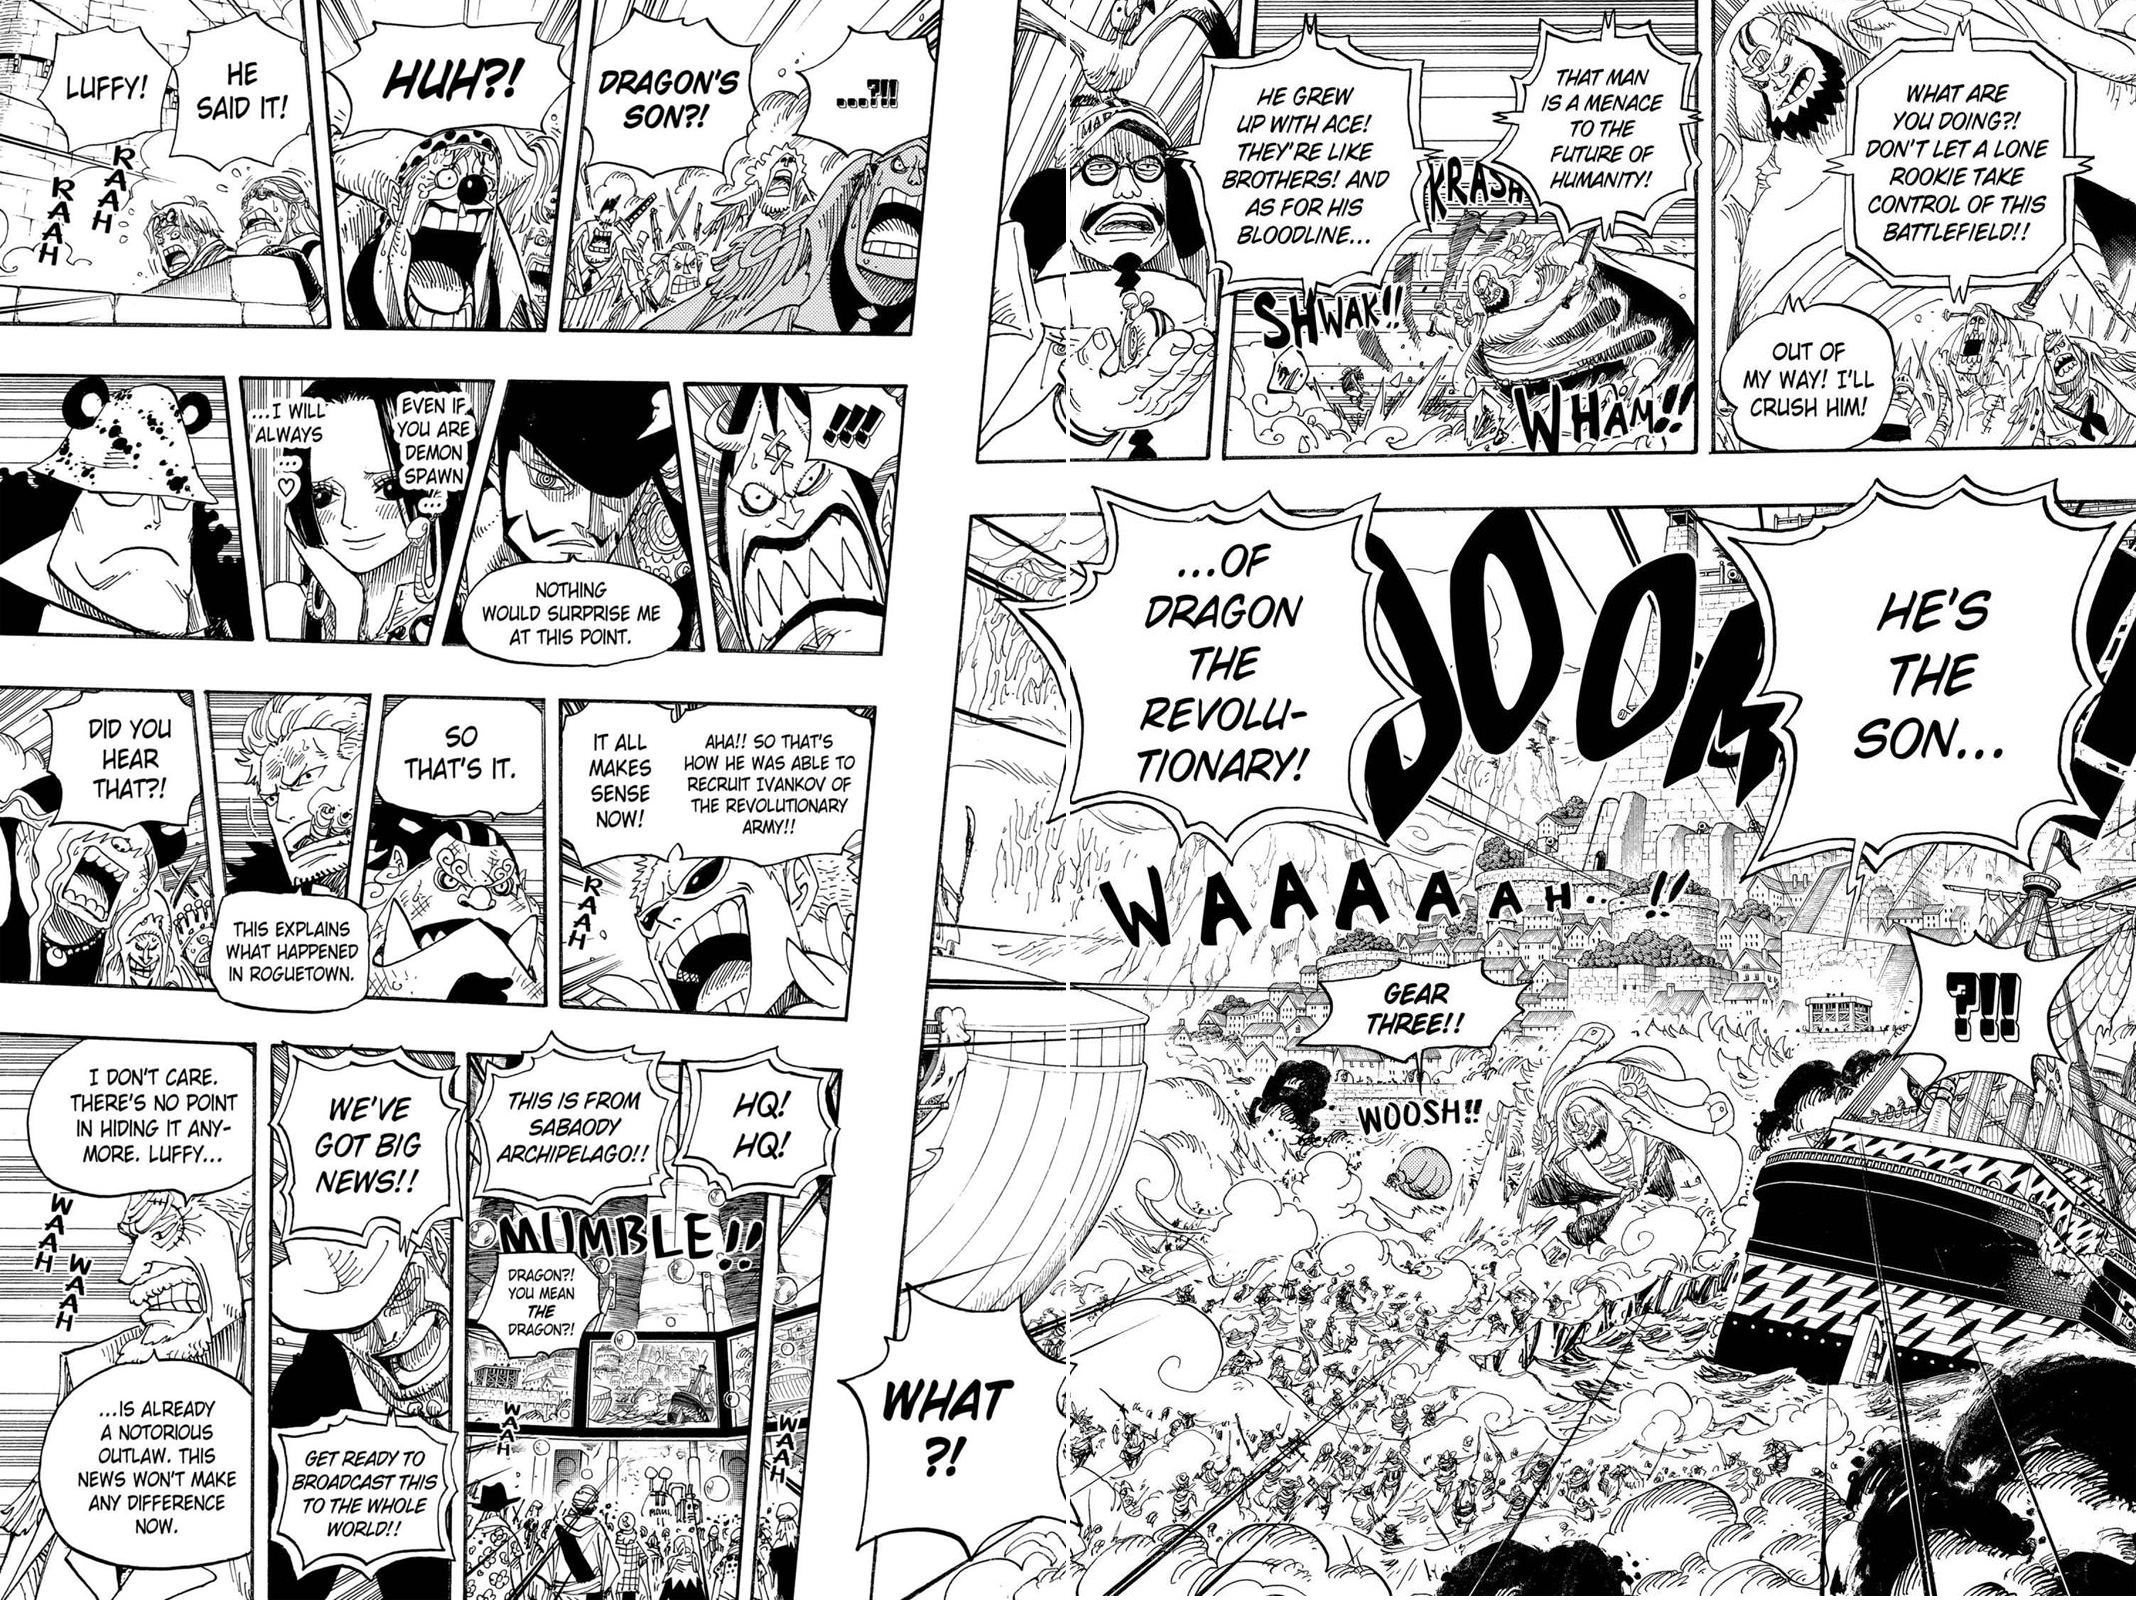 WHAT ARE
YOU DOING?!
DON'T LET A LONE
ROOKIE TAKE
CONTROL OF THIS
BATTLEFIELD!!
OUT OF
MY WAY! I'LL
CRUSH HIM!
THAT MAN
IS A MENACE
TO THE
FUTURE OF
HUMANITY!
KRASH
SHWAK!!
WHAM!!
HE GREW
UP WITH ACE!
THEY'RE LIKE
BROTHERS! AND
AS FOR HIS
BLOODLINE...
HE'S
THE
SON...
JOOM
...OF
DRAGON
THE
REVOLU-
TIONARY!
WAAAAAH..!!
?!!
GEAR
THREE!!
WOOSH!!
WHAT
?!
...?!!
DRAGON'S
SON?!
HUH?!
HE
SAID IT!
LUFFY!
RAAH
RAAH
!!!
NOTHING
WOULD SURPRISE ME
AT THIS POINT.
EVEN IF
YOU ARE
DEMON
SPAWN
...
...I WILL
ALWAYS
...
♡
AHA!! SO THAT'S
HOW HE WAS ABLE TO
RECRUIT IVANKOV OF
THE REVOLUTIONARY
ARMY!!
IT ALL
MAKES
SENSE
NOW!
RAAH
SO
THAT'S IT.
THIS EXPLAINS
WHAT HAPPENED
IN ROGUETOWN.
DID YOU
HEAR
THAT?!
HQ!
HQ!
THIS IS FROM
SABAODY
ARCHIPELAGO!!
MUMBLE!!
DRAGON?!
YOU MEAN
THE
DRAGON?!
WAAH
WAAH
WE'VE
GOT BIG
NEWS!!
GET READY TO
BROADCAST THIS
TO THE WHOLE
WORLD!!
I DON'T CARE.
THERE'S NO POINT
IN HIDING IT ANY-
MORE. LUFFY...
WAAH
WAAH
...IS ALREADY
A NOTORIOUS
OUTLAW. THIS
NEWS WON'T MAKE
ANY DIFFERENCE
NOW.